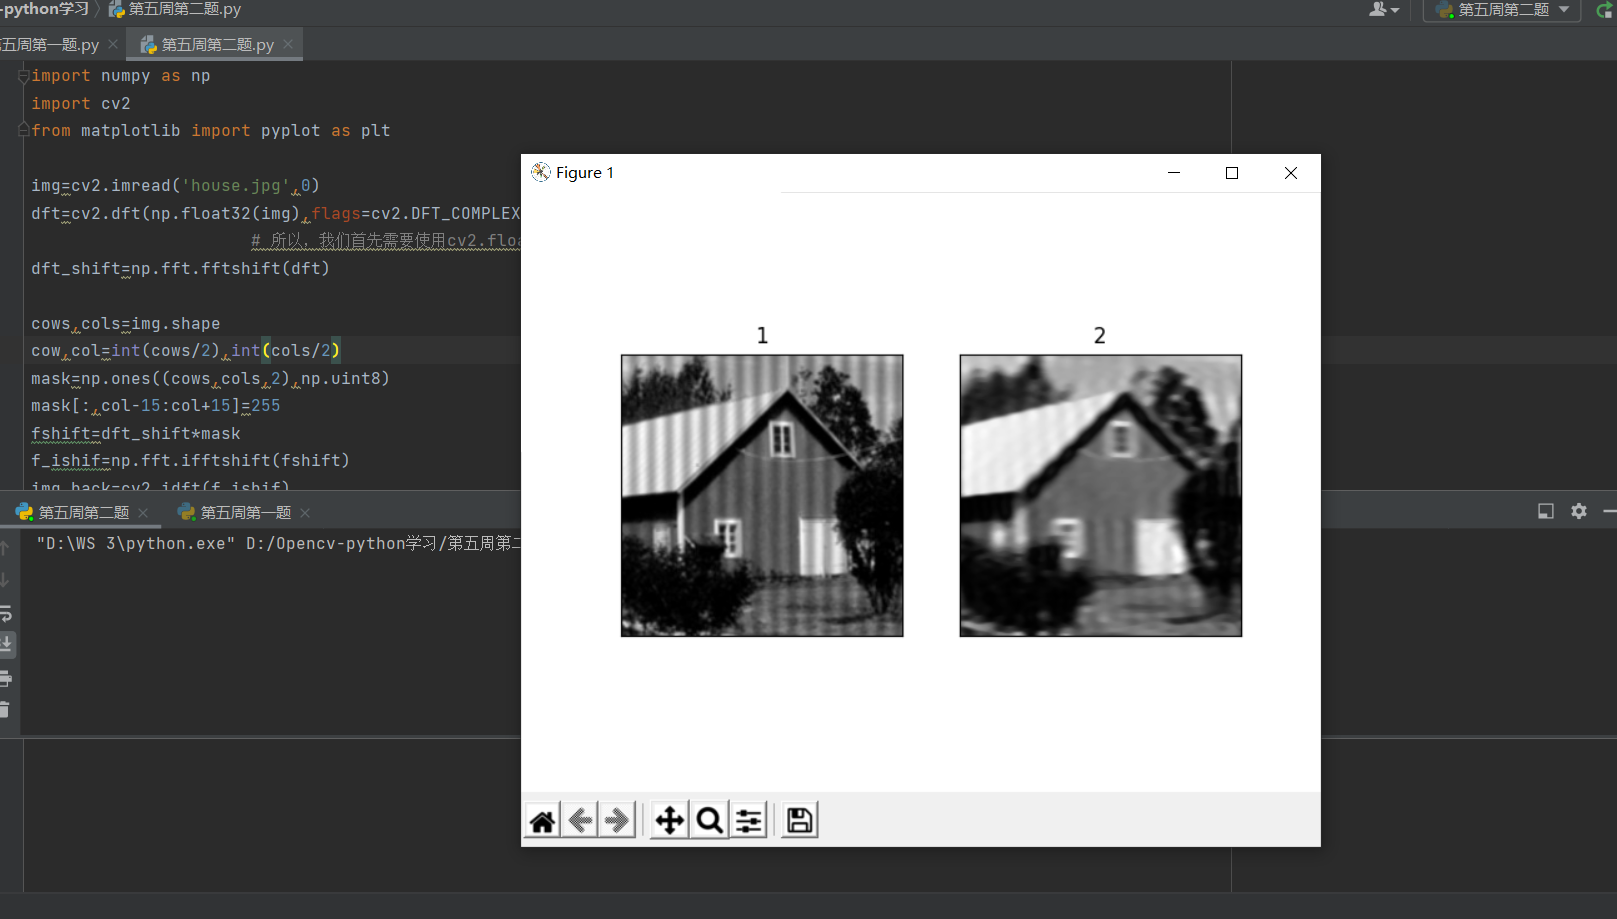 -python学习 〉 第五周第二题.py
第五周第二题
五周第一题.py × 第五周第二题.py ×
import numpy as np
import cv2
from matplotlib import pyplot as plt
img=cv2.imread('house.jpg',0)
dft=cv2.dft(np.float32(img),flags=cv2.DFT_COMPLEX
# 所以，我们首先需要使用cv2.floa
dft_shift=np.fft.fftshift(dft)
cows,cols=img.shape
cow,col=int(cows/2),int(cols/2)
mask=np.ones((cows,cols,2),np.uint8)
mask[:,col-15:col+15]=255
fshift=dft_shift*mask
f_ishif=np.fft.ifftshift(fshift)
img_back=cv2.idft(f_ishif)
Figure 1
1
2
第五周第二题 × 第五周第一题 ×
"D:\WS 3\python.exe" D:/Opencv-python学习/第五周第二